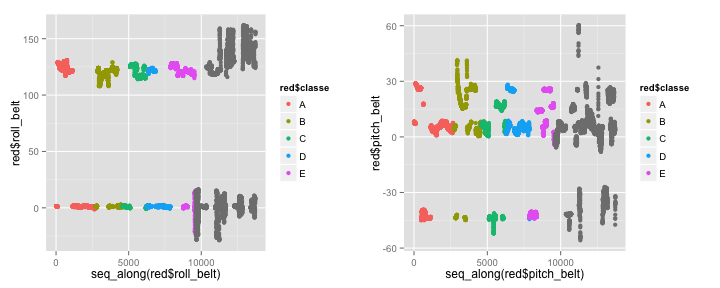 150
100
50
0
red$roll_belt
0
5000
10000
seq_along(red$roll_belt)
red$classe
A
B
C
D
E
60
30
0
-30
-60
red$pitch_belt
0
5000
10000
seq_along(red$pitch_belt)
red$classe
A
B
C
D
E